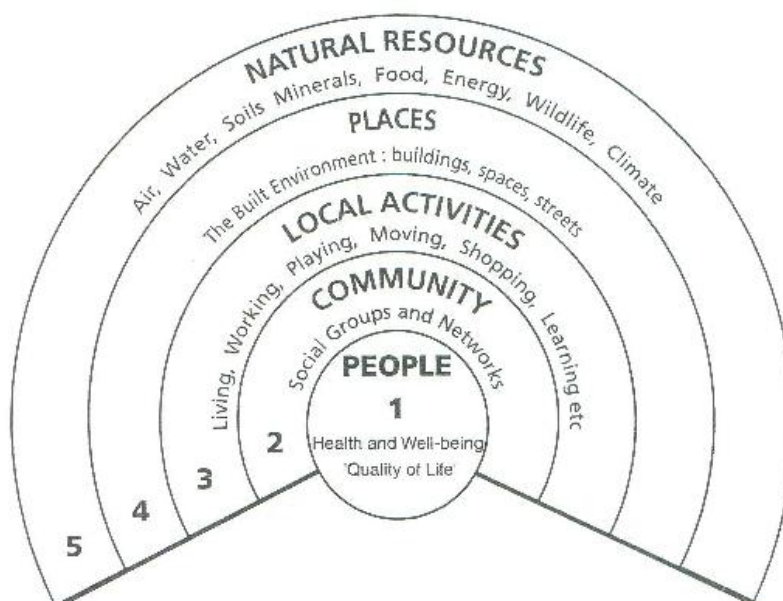 NATURAL RESOURCES
Air, Water, Soils Minerals, Food, Energy, Wildlife, Climate
PLACES
The Built Environment : buildings, spaces, streets
LOCAL ACTIVITIES
Living, Working, Playing, Moving, Shopping, Learning etc
COMMUNITY
Social Groups and Networks
PEOPLE
1
Health and Well-being
'Quality of Life'
2
3
4
5